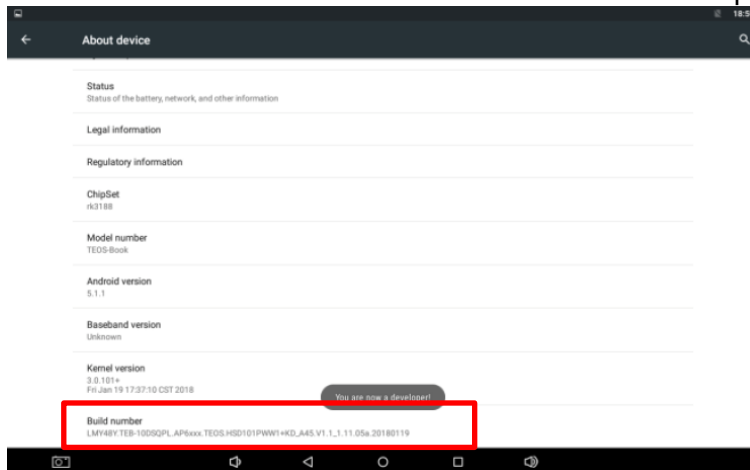 18:5
About device
Status
Status of the battery, network, and other information
Legal information
Regulatory information
ChipSet
rk3188
Model number
TEOS-Book
Android version
5.1.1
Baseband version
Unknown
Kernel version
3.0.101+
Fri Jan 19 17:37:10 CST 2018
You are now a developer!
Build number
LMY48Y.TEB-10DSQPL.AP6xxx.TEOS.HSD101PWW1+KD_A45.V1.1_1.11.05a.20180119